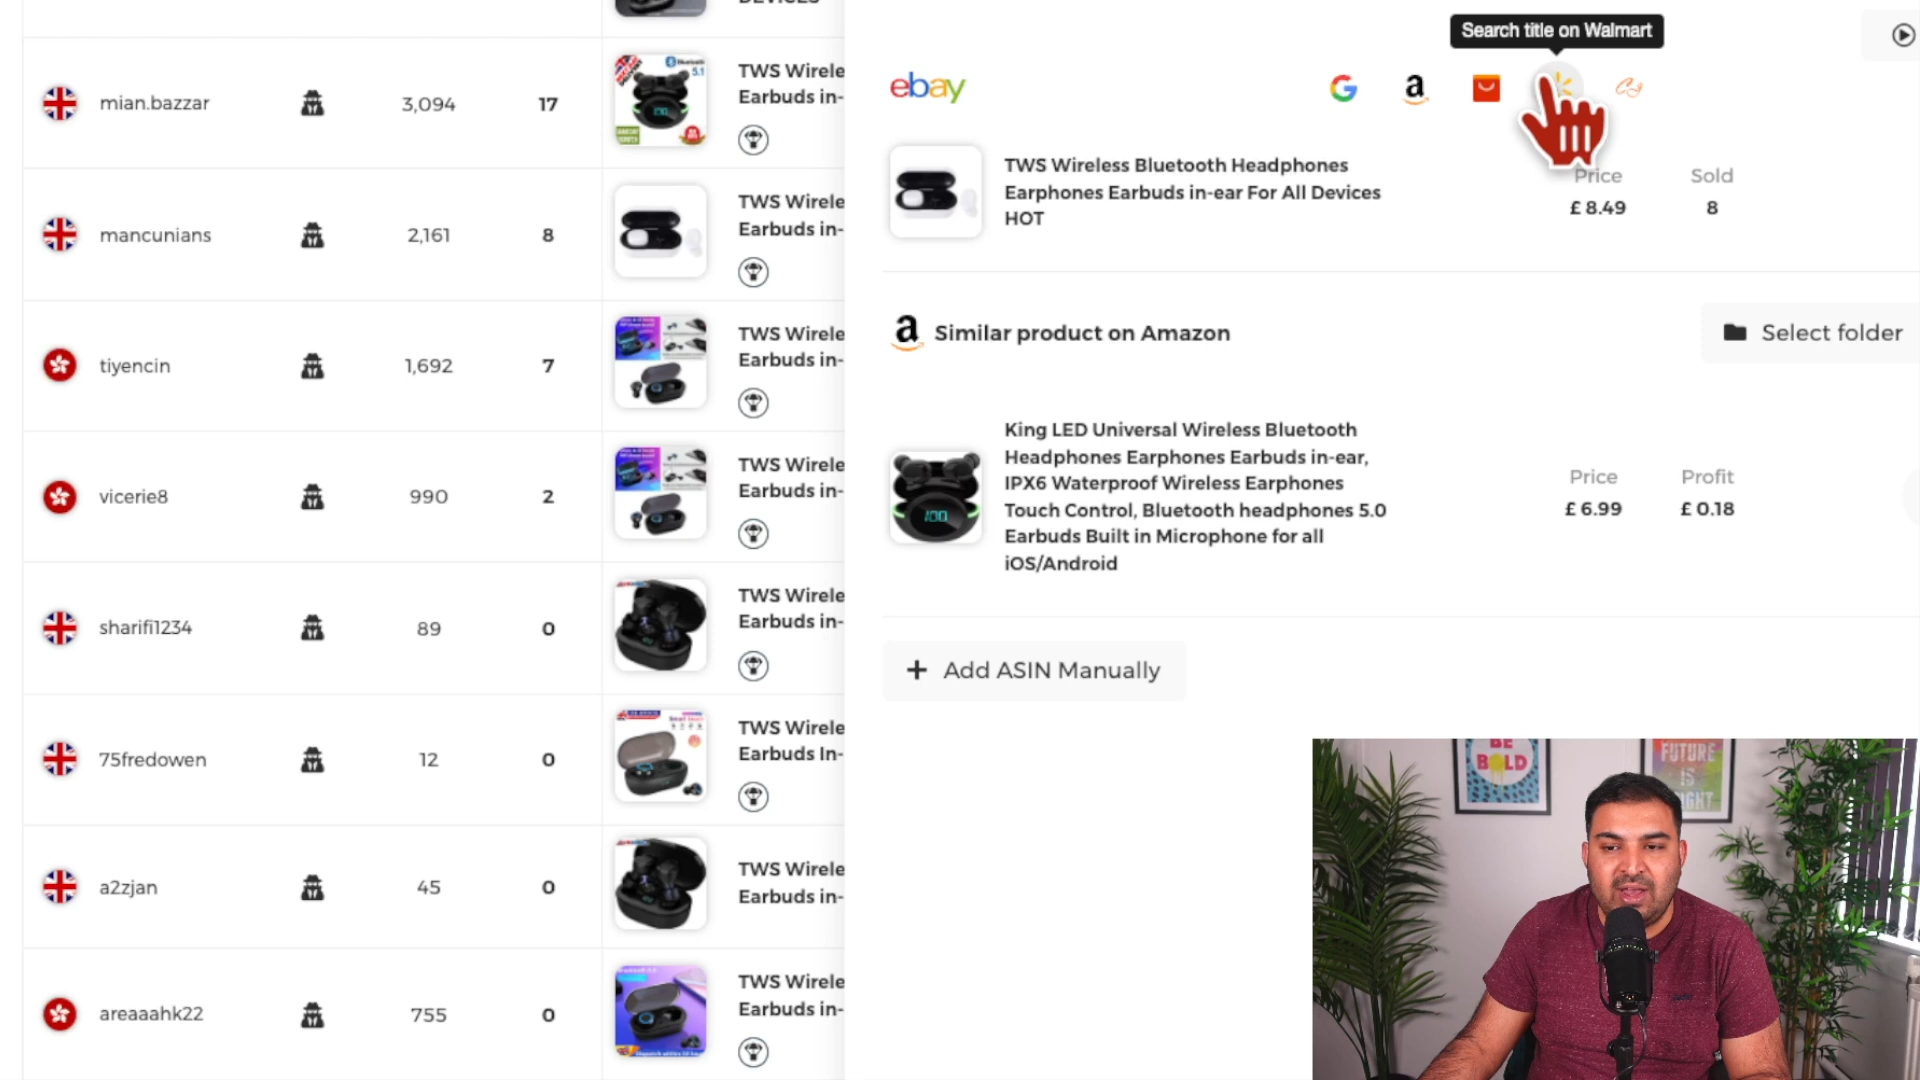 DEVICES
mian.bazzar
3,094
17
TWS Wirele
Earbuds in-
mancunians
2,161
8
TWS Wirele
Earbuds in-
tiyencin
1,692
7
TWS Wirele
Earbuds in-
vicerie8
990
2
TWS Wirele
Earbuds in-
sharifi1234
89
0
TWS Wirele
Earbuds in-
75fredowen
12
0
TWS Wirele
Earbuds In-
a2zjan
45
0
TWS Wirele
Earbuds in-
areaaahk22
755
0
TWS Wirele
Earbuds in-
Search title on Walmart
ebay
TWS Wireless Bluetooth Headphones
Earphones Earbuds in-ear For All Devices
HOT
Price
Sold
£ 8.49
8
Similar product on Amazon
Select folder
King LED Universal Wireless Bluetooth
Headphones Earphones Earbuds in-ear,
IPX6 Waterproof Wireless Earphones
Touch Control, Bluetooth headphones 5.0
Earbuds Built in Microphone for all
iOS/Android
Price
Profit
£ 6.99
£ 0.18
+ Add ASIN Manually
BE
BOLD
FUTURE
IS